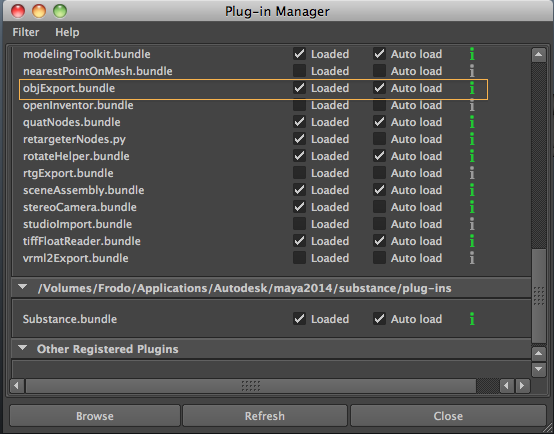 Plug-in Manager
Filter Help
modelingToolkit.bundle Loaded Auto load i
nearestPointOnMesh.bundle Loaded Auto load i
objExport.bundle Loaded Auto load i
openInventor.bundle Loaded Auto load i
quatNodes.bundle Loaded Auto load i
retargeterNodes.py Loaded Auto load i
rotateHelper.bundle Loaded Auto load i
rtgExport.bundle Loaded Auto load i
sceneAssembly.bundle Loaded Auto load i
stereoCamera.bundle Loaded Auto load i
studioImport.bundle Loaded Auto load i
tiffFloatReader.bundle Loaded Auto load i
vrml2Export.bundle Loaded Auto load i
/Volumes/Frodo/Applications/Autodesk/maya2014/substance/plug-ins
Substance.bundle Loaded Auto load i
Other Registered Plugins
Browse Refresh Close